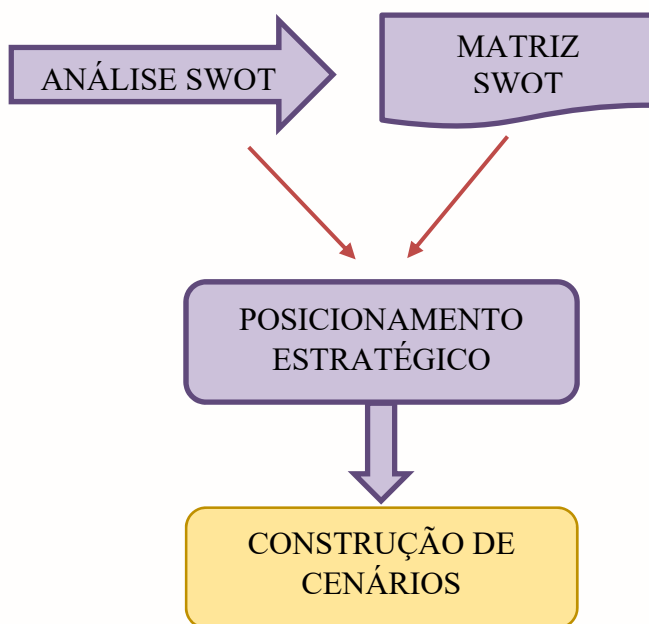 ANÁLISE SWOT
MATRIZ
SWOT
POSICIONAMENTO
ESTRATÉGICO
CONSTRUÇÃO DE
CENÁRIOS